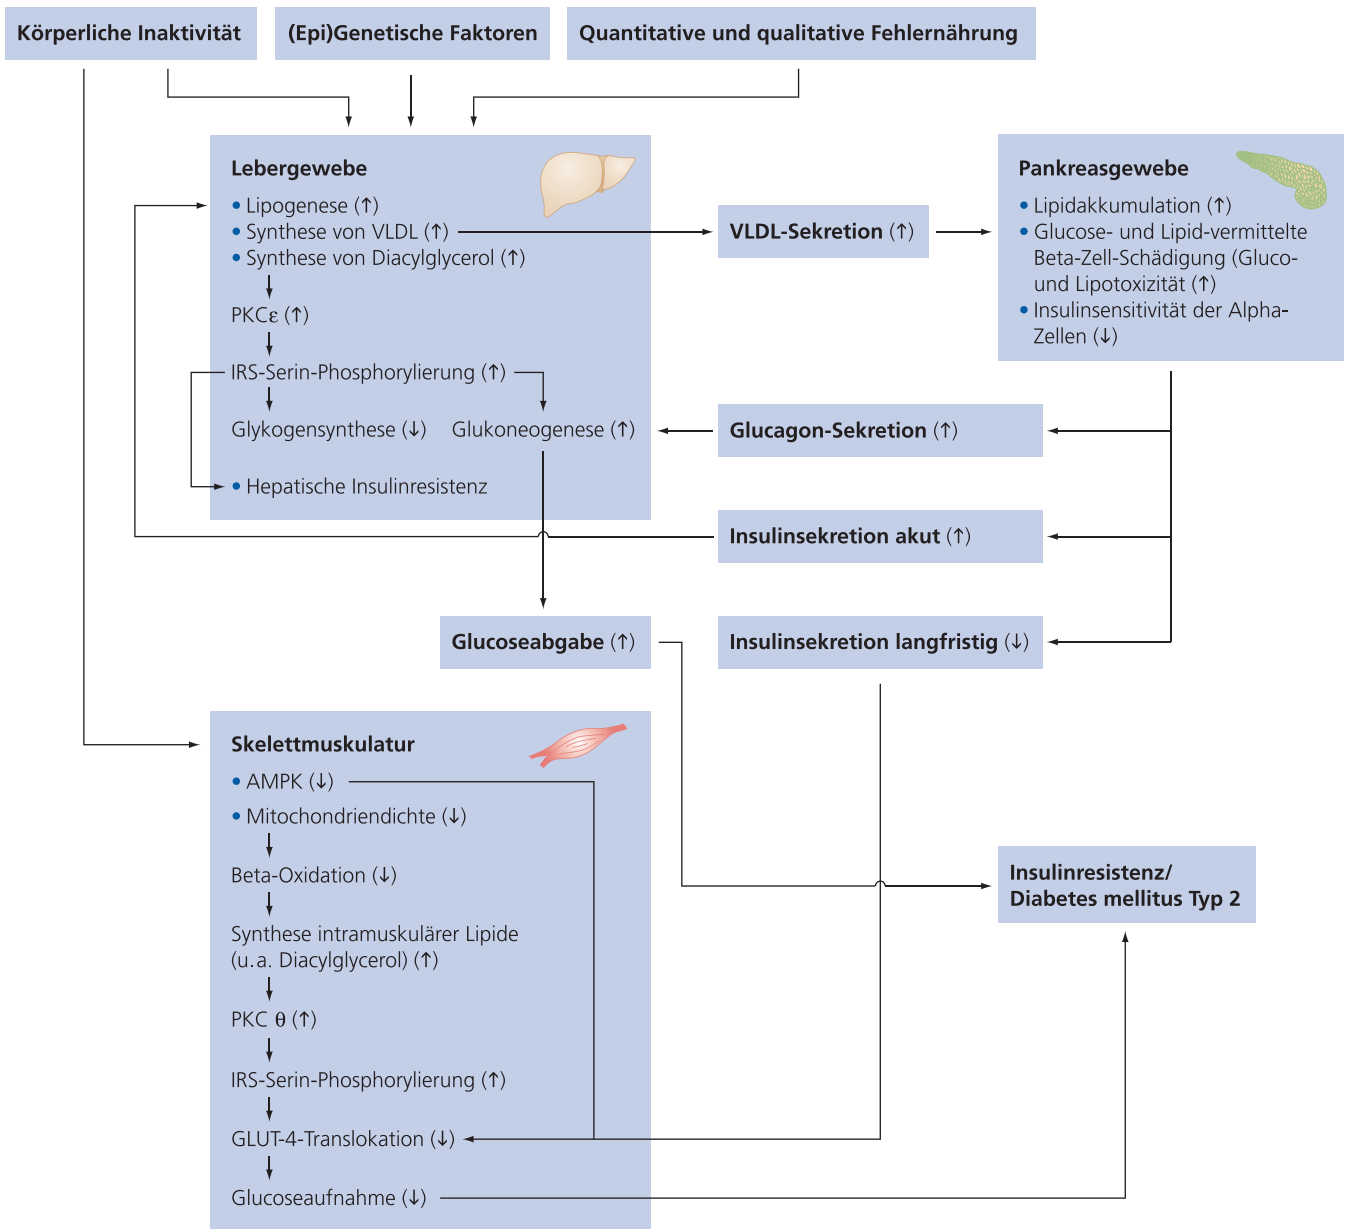 Körperliche Inaktivität
(Epi)Genetische Faktoren
Quantitative und qualitative Fehlernährung
Lebergewebe
• Lipogenese (↑)
• Synthese von VLDL (↑)
• Synthese von Diacylglycerol (↑)
PKCε (↑)
IRS-Serin-Phosphorylierung (↑)
Glykogensynthese (↓)
Glukoneogenese (↑)
• Hepatische Insulinresistenz
VLDL-Sekretion (↑)
Pankreasgewebe
• Lipidakkumulation (↑)
• Glucose- und Lipid-vermittelte
Beta-Zell-Schädigung (Gluco-
und Lipotoxizität (↑)
• Insulinsensitivität der Alpha-
Zellen (↓)
Glucagon-Sekretion (↑)
Insulinsekretion akut (↑)
Glucoseabgabe (↑)
Insulinsekretion langfristig (↓)
Skelettmuskulatur
• AMPK (↓)
• Mitochondriendichte (↓)
Beta-Oxidation (↓)
Synthese intramuskulärer Lipide
(u.a. Diacylglycerol) (↑)
PKC θ (↑)
IRS-Serin-Phosphorylierung (↑)
GLUT-4-Translokation (↓)
Glucoseaufnahme (↓)
Insulinresistenz/
Diabetes mellitus Typ 2